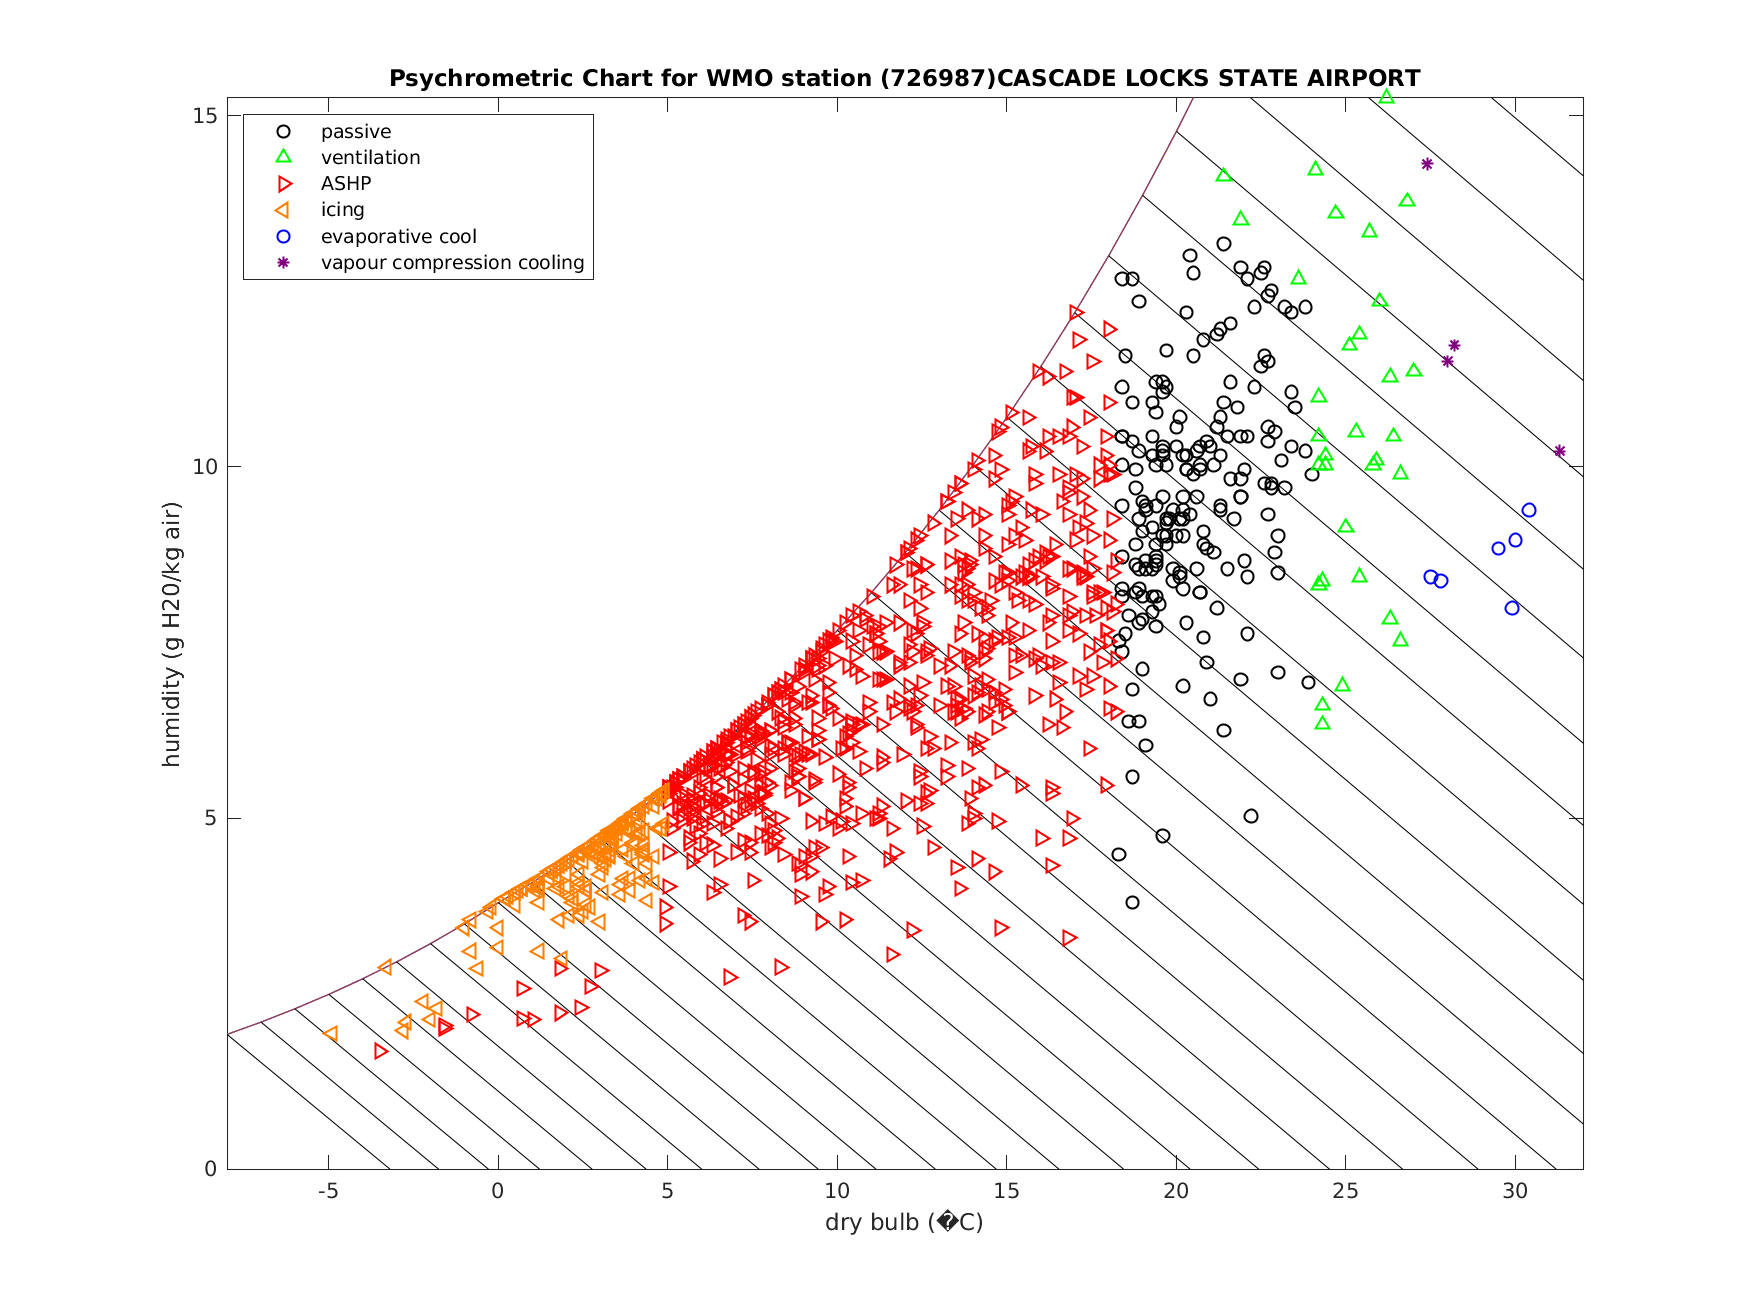 Psychrometric Chart for WMO station (726987)CASCADE LOCKS STATE AIRPORT
passive
ventilation
ASHP
icing
evaporative cool
vapour compression cooling
15
10
5
0
humidity (g H20/kg air)
-5 0 5 10 15 20 25 30
dry bulb (�C)